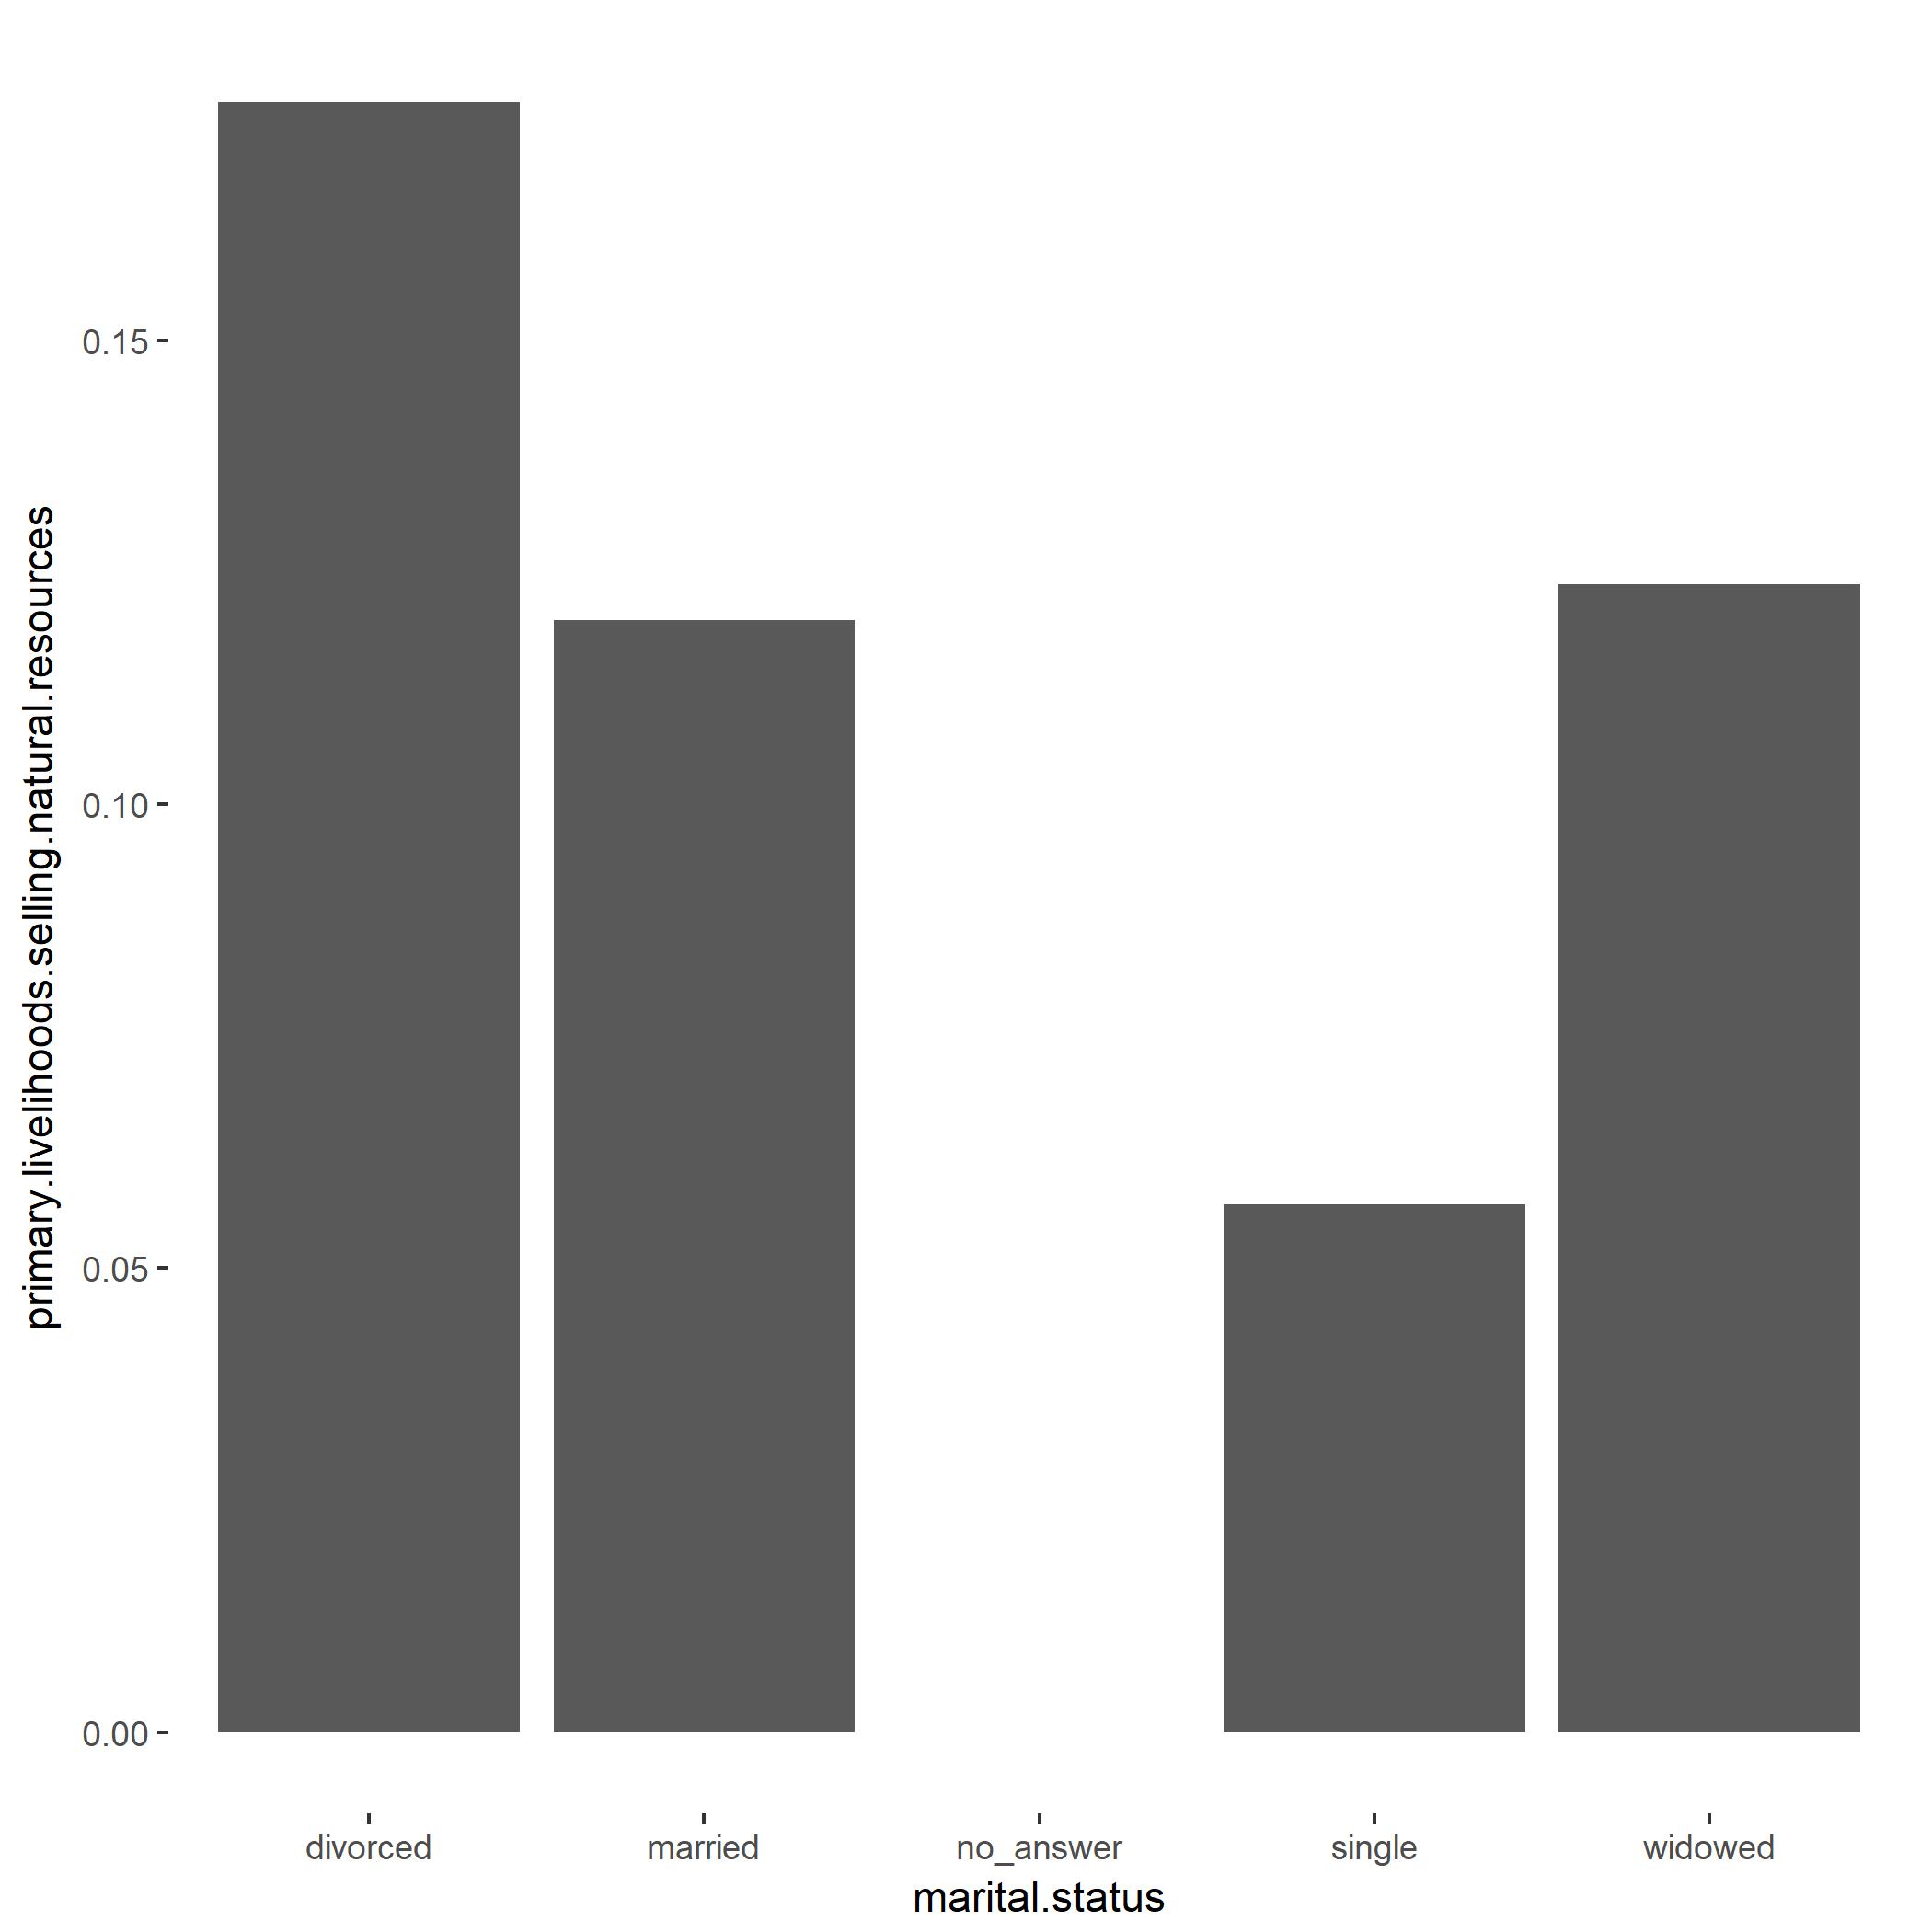 primary.livelihoods.selling.natural.resources
0.15
0.10
0.05
0.00
divorced married no_answer single widowed
marital.status